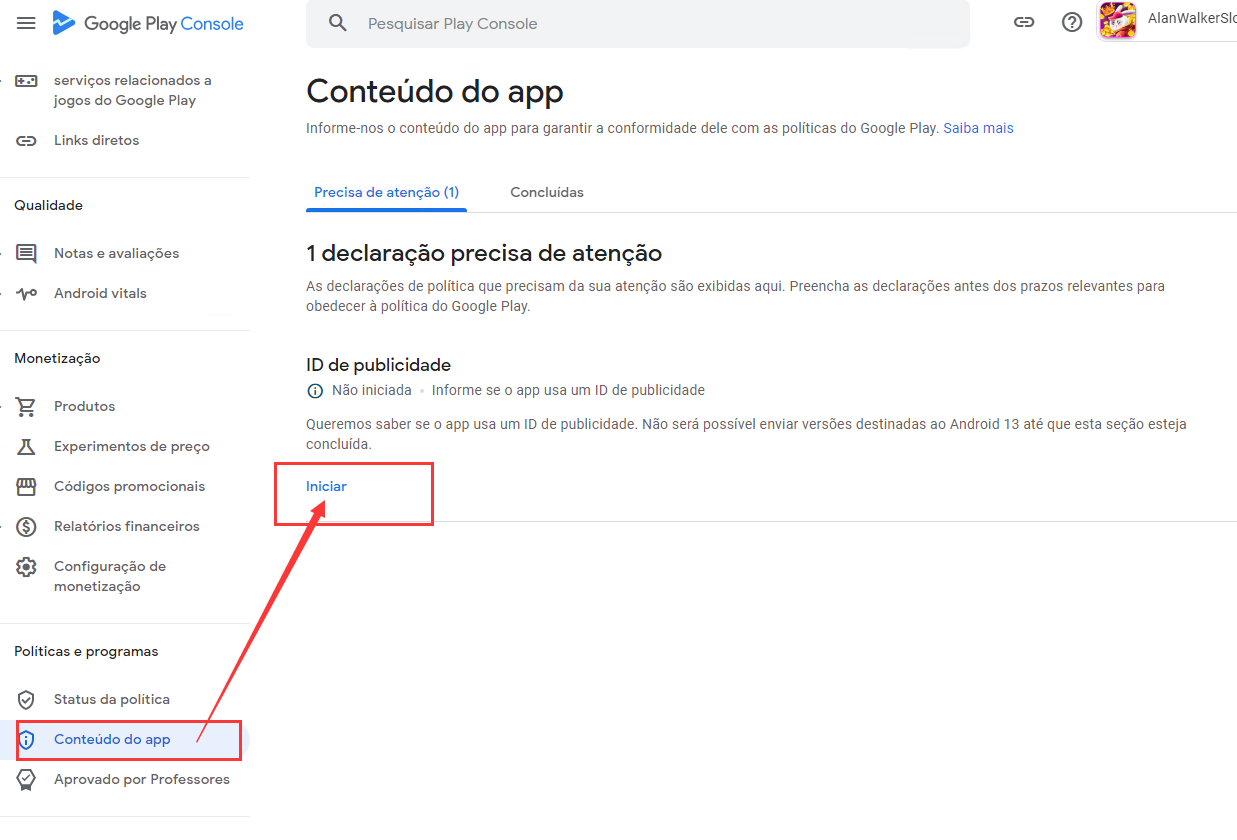 Google Play Console
Pesquisar Play Console
AlanWalkerSlo
serviços relacionados a
jogos do Google Play
Links diretos
Qualidade
Notas e avaliações
Android vitals
Monetização
Produtos
Experimentos de preço
Códigos promocionais
Relatórios financeiros
Configuração de
monetização
Políticas e programas
Status da política
Conteúdo do app
Aprovado por Professores
Conteúdo do app
Informe-nos o conteúdo do app para garantir a conformidade dele com as políticas do Google Play. Saiba mais
Precisa de atenção (1)
Concluídas
1 declaração precisa de atenção
As declarações de política que precisam da sua atenção são exibidas aqui. Preencha as declarações antes dos prazos relevantes para
obedecer à política do Google Play.
ID de publicidade
Não iniciada • Informe se o app usa um ID de publicidade
Queremos saber se o app usa um ID de publicidade. Não será possível enviar versões destinadas ao Android 13 até que esta seção esteja
concluída.
Iniciar